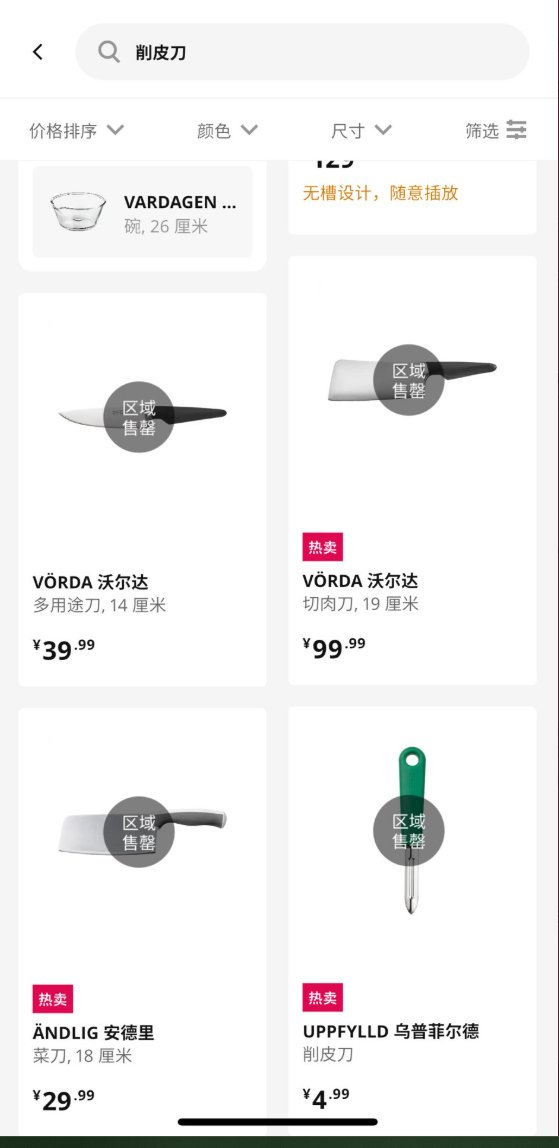 削皮刀
价格排序
颜色
尺寸
筛选
VARDAGEN ...
碗, 26 厘米
129
无槽设计，随意插放
区域
售罄
VÖRDA 沃尔达
多用途刀, 14 厘米
¥39.99
区域
售罄
热卖
VÖRDA 沃尔达
切肉刀, 19 厘米
¥99.99
区域
售罄
热卖
ÄNDLIG 安德里
菜刀, 18 厘米
¥29.99
区域
售罄
热卖
UPPFYLLD 乌普菲尔德
削皮刀
¥4.99